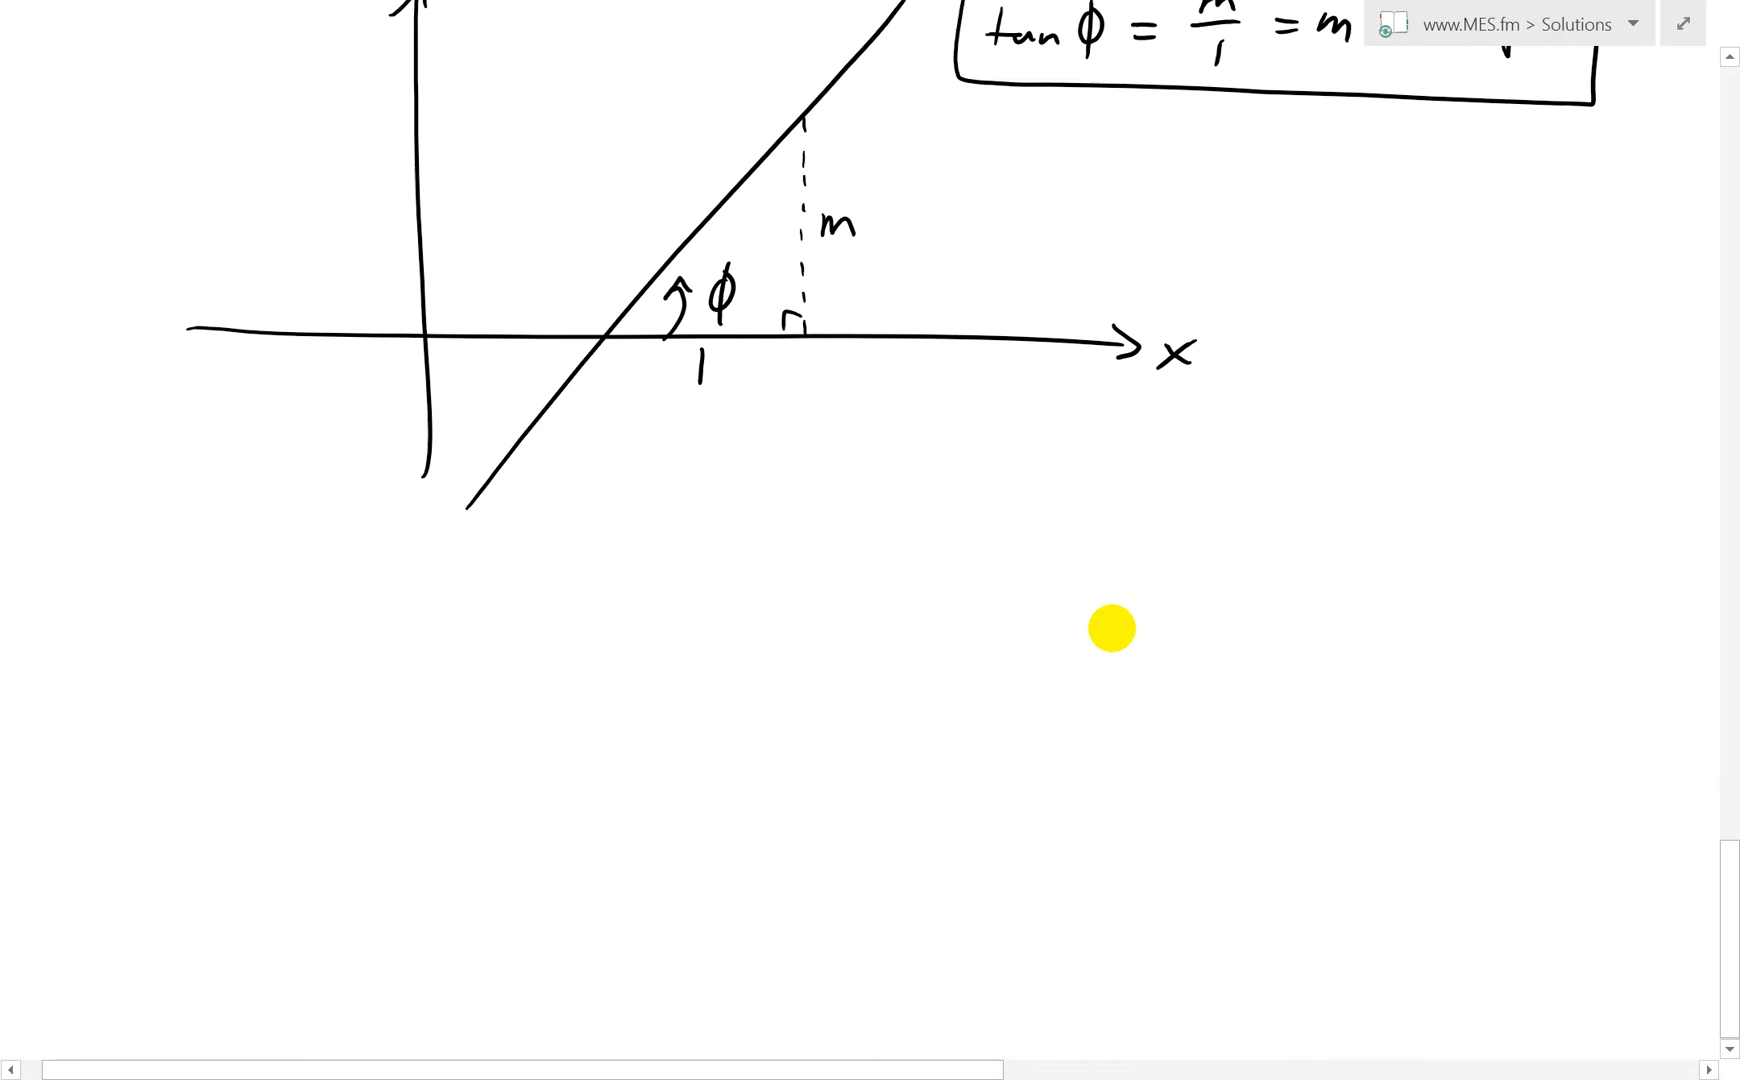 tan ϕ = m/1 = m
www.MES.fm > Solutions
m
ϕ
1
x